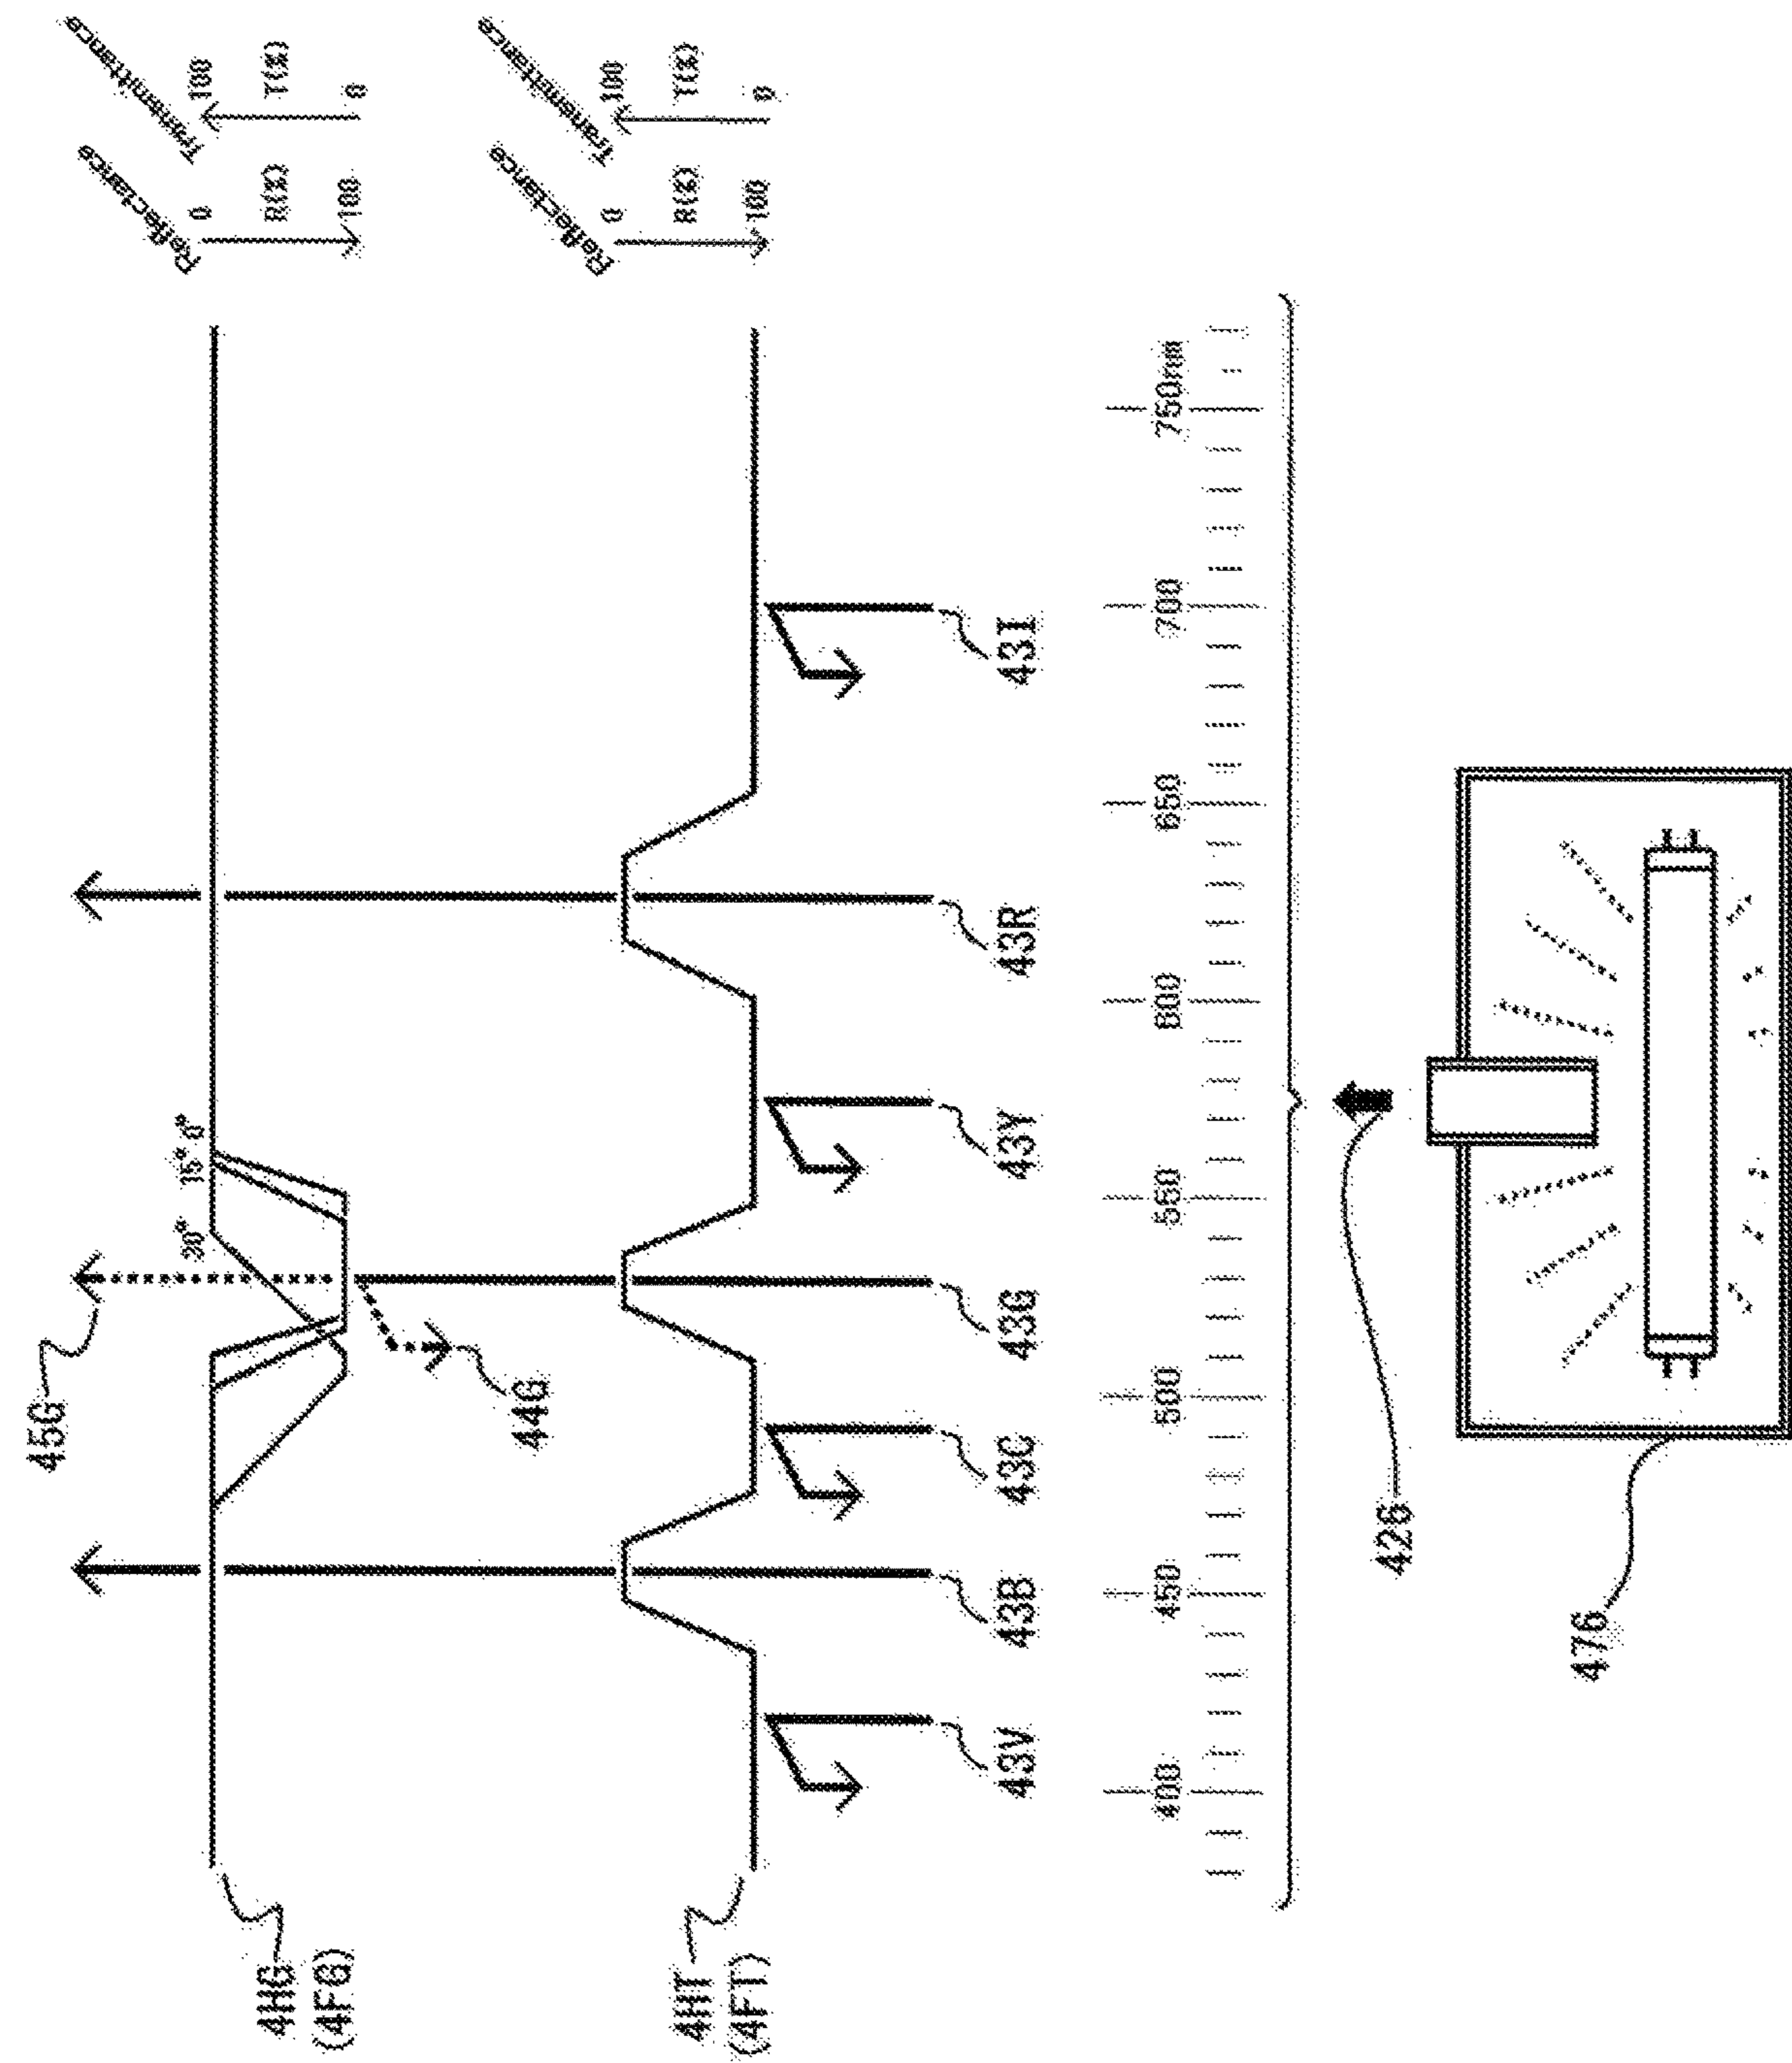 45G
30° 15° 0°
Reflectance
Transmittance
0
R(%)
100
100
T(%)
0
4HG
(4FG)
44G
Reflectance
Transmittance
0
R(%)
100
100
T(%)
0
4HT
(4FT)
43V
43B
43C
43G
43Y
43R
43I
400
450
500
550
600
650
700
750nm
426
476